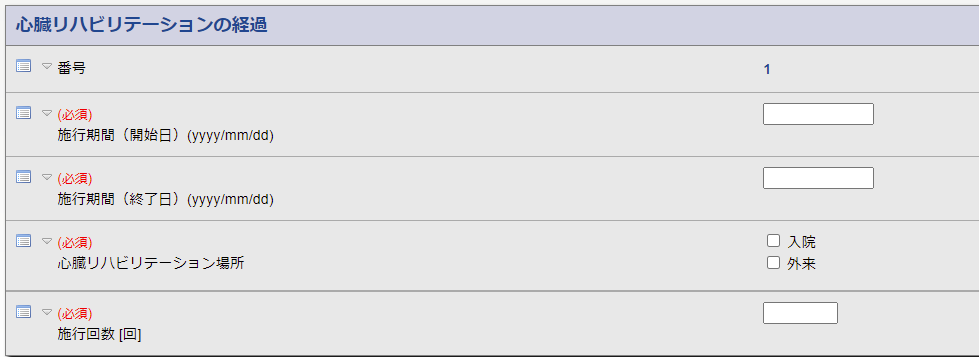 心臓リハビリテーションの経過
番号
1
(必須)
施行期間（開始日）(yyyy/mm/dd)
(必須)
施行期間（終了日）(yyyy/mm/dd)
(必須)
心臓リハビリテーション場所
入院
外来
(必須)
施行回数 [回]